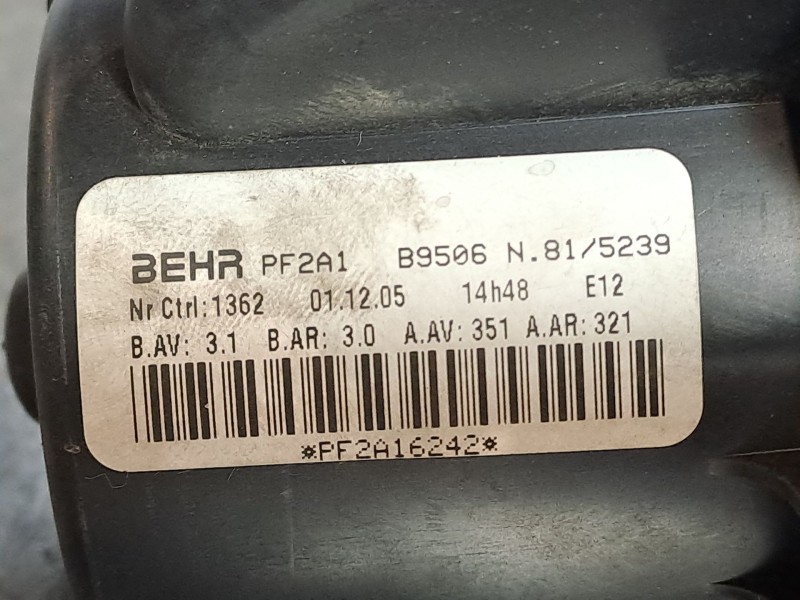 BEHR PF2A1 B9506 N.81/5239
Nr Ctrl:1362 01.12.05 14h48 E12
B.AV: 3.1 B.AR: 3.0 A.AV: 351 A.AR: 321
*PF2A16242*